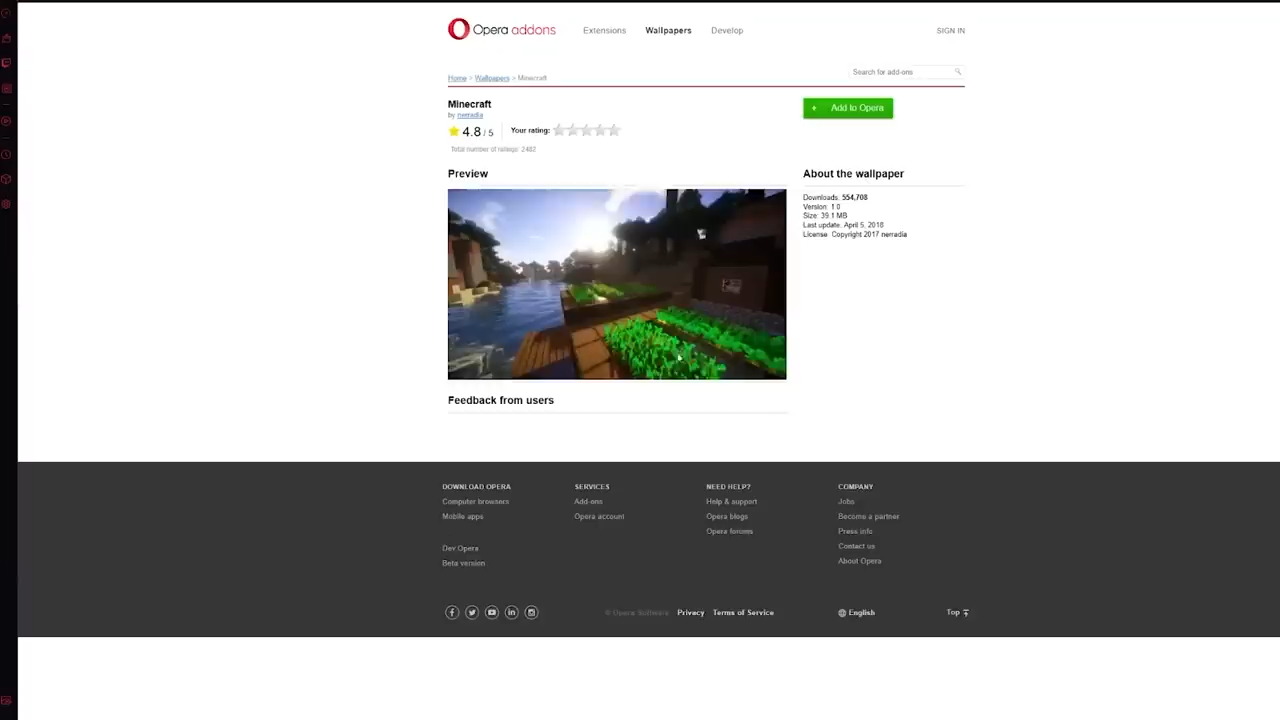 Opera addons
Extensions
Wallpapers
Develop
SIGN IN
Home > Wallpapers > Minecraft
Search for add-ons
Minecraft
by nerradia
4.8 / 5
Your rating:
Total number of ratings: 2482
+ Add to Opera
Preview
About the wallpaper
Downloads: 554,708
Version: 1.0
Size: 39.1 MB
Last update: April 5, 2018
License: Copyright 2017 nerradia
Feedback from users
DOWNLOAD OPERA
Computer browsers
Mobile apps
Dev.Opera
Beta version
SERVICES
Add-ons
Opera account
NEED HELP?
Help & support
Opera blogs
Opera forums
COMPANY
Jobs
Become a partner
Press info
Contact us
About Opera
© Opera Software
Privacy
Terms of Service
English
Top